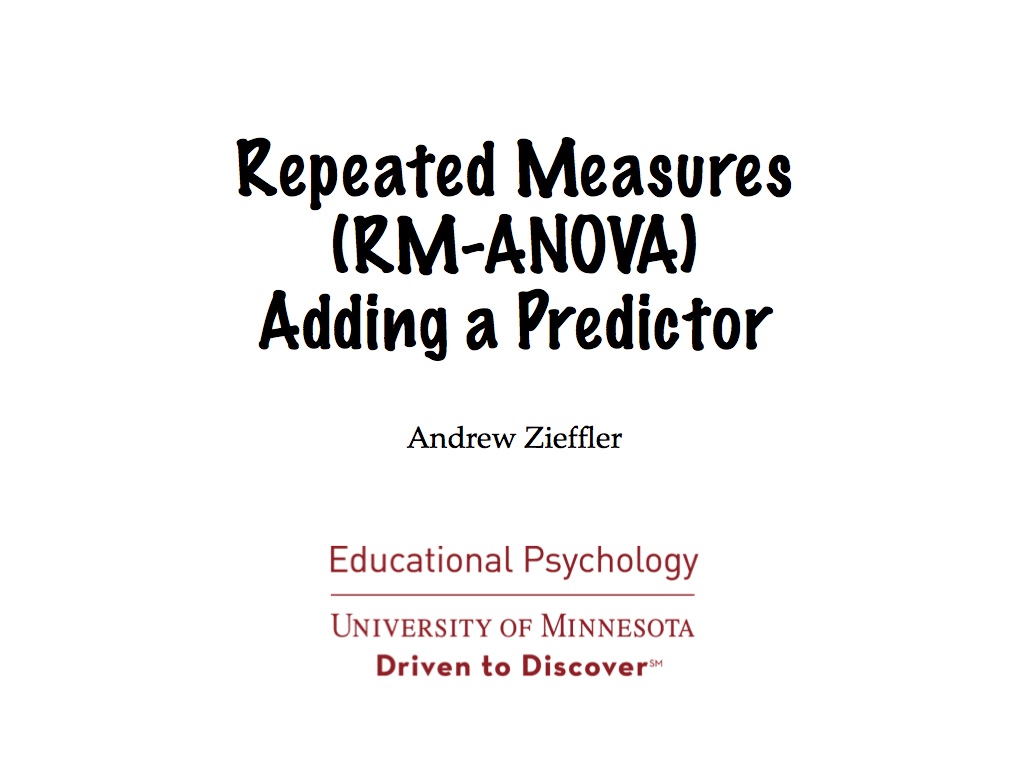 Repeated Measures
(RM-ANOVA)
Adding a Predictor
Andrew Zieffler
Educational Psychology
UNIVERSITY OF MINNESOTA
Driven to Discover℠